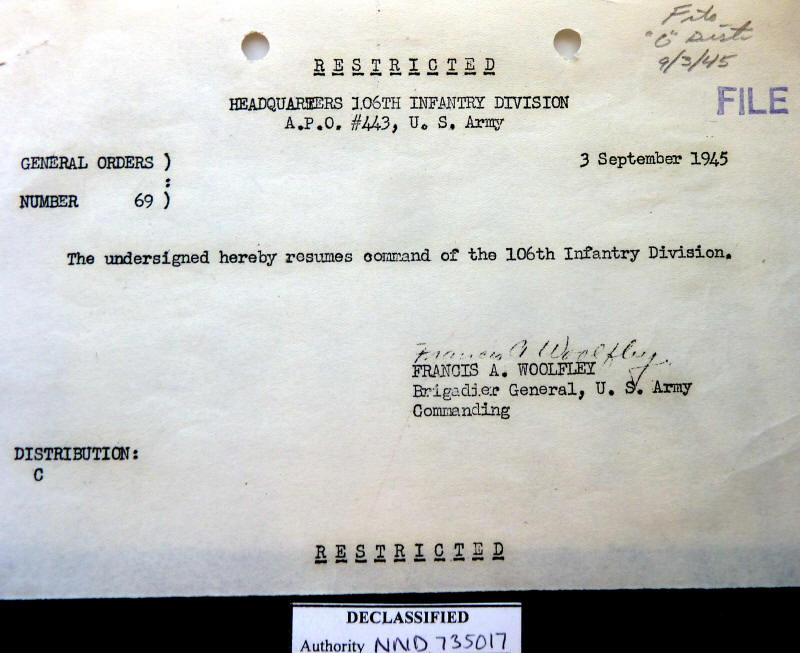 File
"C" Dist
9/3/45
RESTRICTED
FILE
HEADQUARTERS 106TH INFANTRY DIVISION
A.P.O. #443, U. S. Army
GENERAL ORDERS ) 3 September 1945
:
NUMBER 69 )
The undersigned hereby resumes command of the 106th Infantry Division.
Francis A Woolfley
FRANCIS A. WOOLFLEY
Brigadier General, U. S. Army
Commanding
DISTRIBUTION:
C
RESTRICTED
DECLASSIFIED
Authority NND 735017